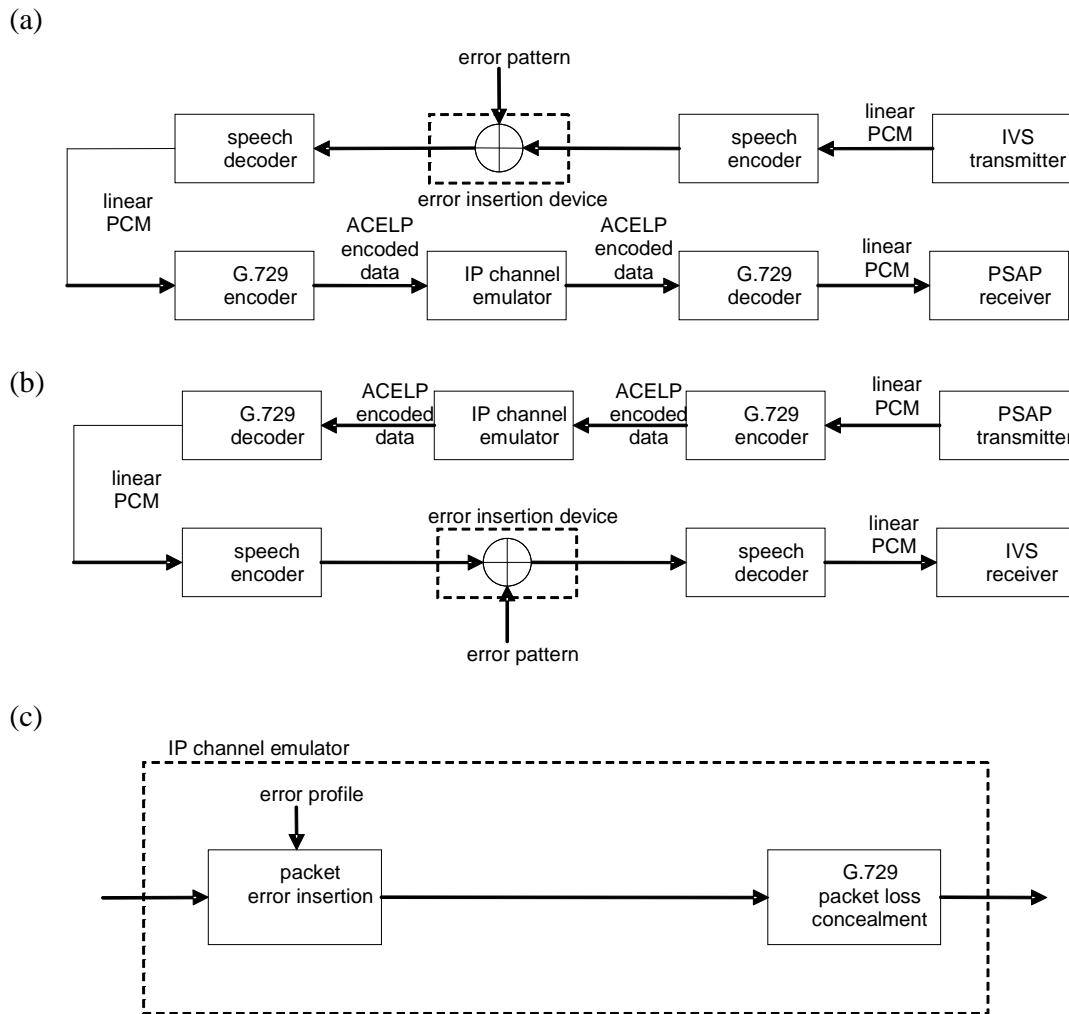 (a)
error pattern
speech
decoder
error insertion device
speech
encoder
linear
PCM
IVS
transmitter
linear
PCM
G.729
encoder
ACELP
encoded
data
IP channel
emulator
ACELP
encoded
data
G.729
decoder
linear
PCM
PSAP
receiver
(b)
G.729
decoder
ACELP
encoded
data
IP channel
emulator
ACELP
encoded
data
G.729
encoder
linear
PCM
PSAP
transmitter
linear
PCM
speech
encoder
error insertion device
error pattern
speech
decoder
linear
PCM
IVS
receiver
(c)
IP channel emulator
error profile
packet
error insertion
G.729
packet loss
concealment